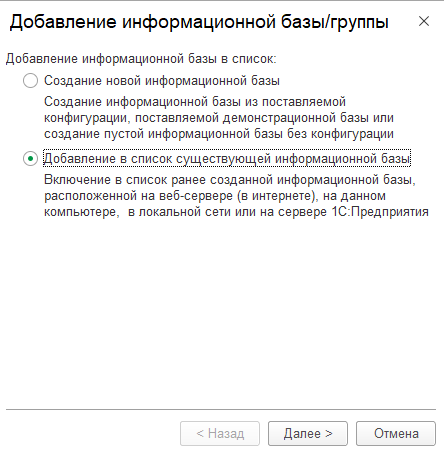 Добавление информационной базы/группы
Добавление информационной базы в список:
Создание новой информационной базы
Создание информационной базы из поставляемой
конфигурации, поставляемой демонстрационной базы или
создание пустой информационной базы без конфигурации
Добавление в список существующей информационной базы
Включение в список ранее созданной информационной базы,
расположенной на веб-сервере (в интернете), на данном
компьютере, в локальной сети или на сервере 1С:Предприятия
< Назад
Далее >
Отмена